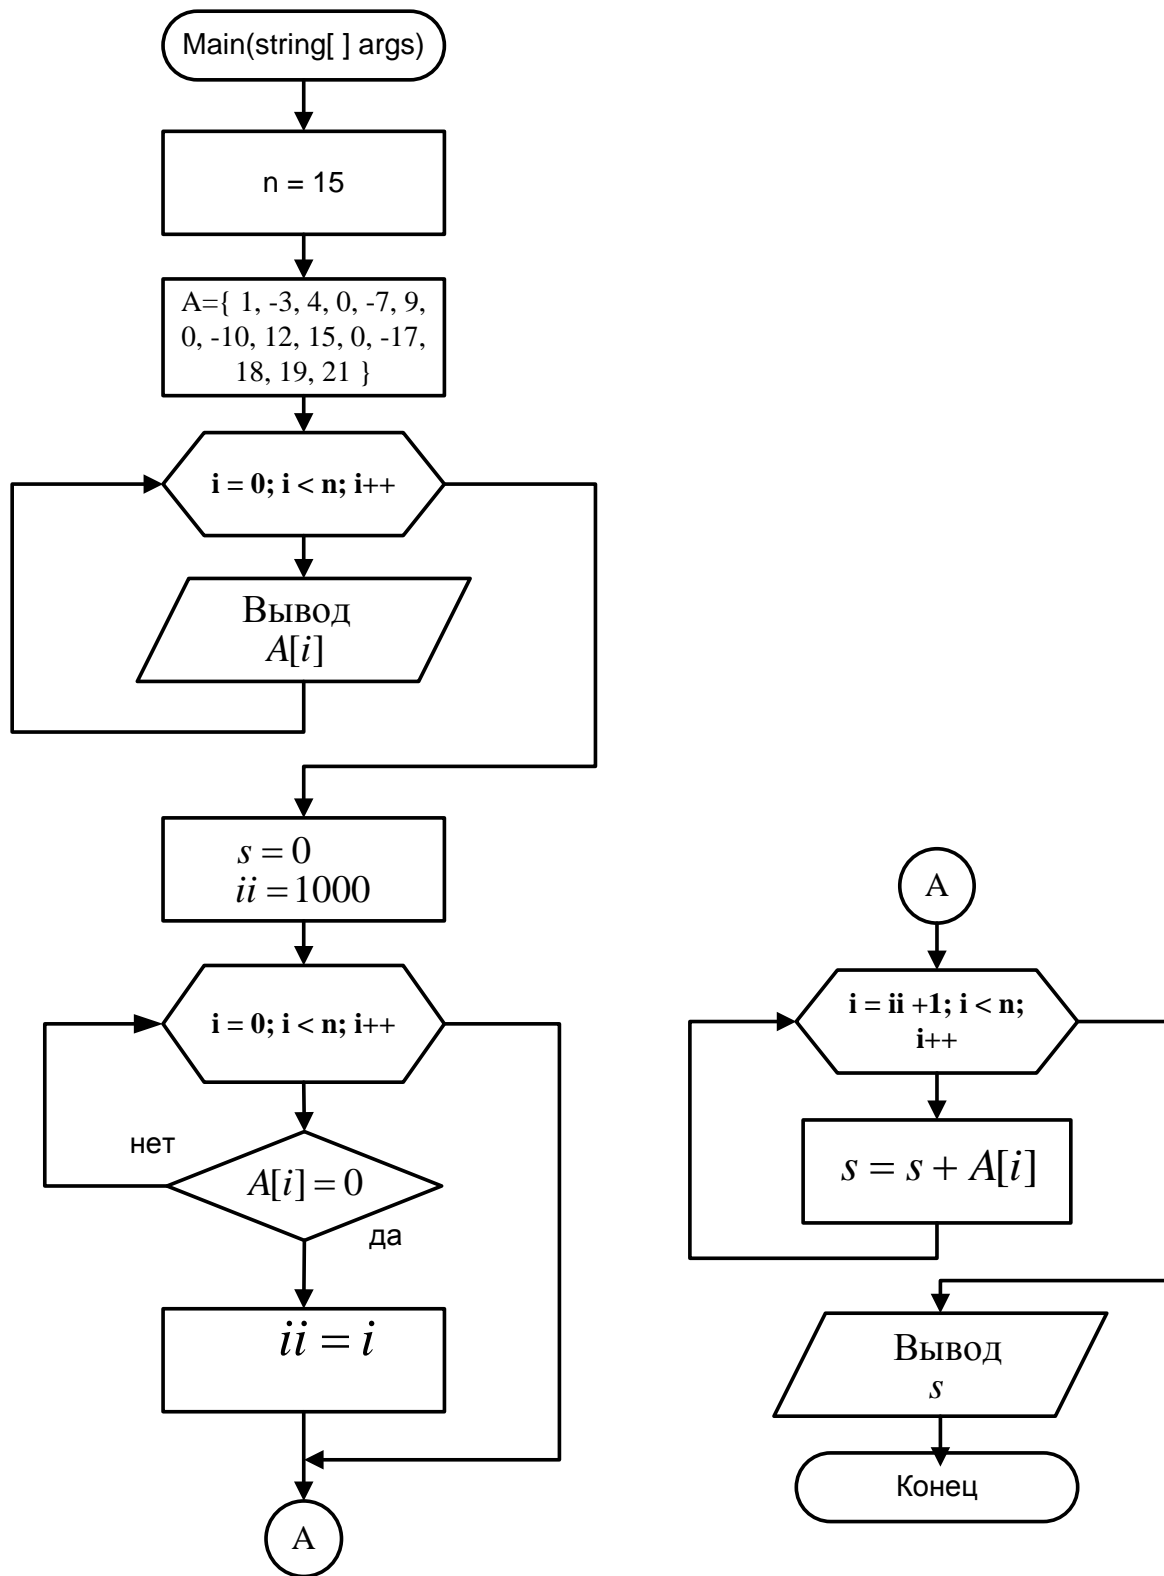 Main(string[ ] args)
n = 15
A={ 1, -3, 4, 0, -7, 9,
0, -10, 12, 15, 0, -17,
18, 19, 21 }
i = 0; i < n; i++
Вывод
A[i]
s = 0
ii = 1000
i = 0; i < n; i++
нет
A[i] = 0
да
ii = i
A
A
i = ii +1; i < n;
i++
s = s + A[i]
Вывод
s
Конец